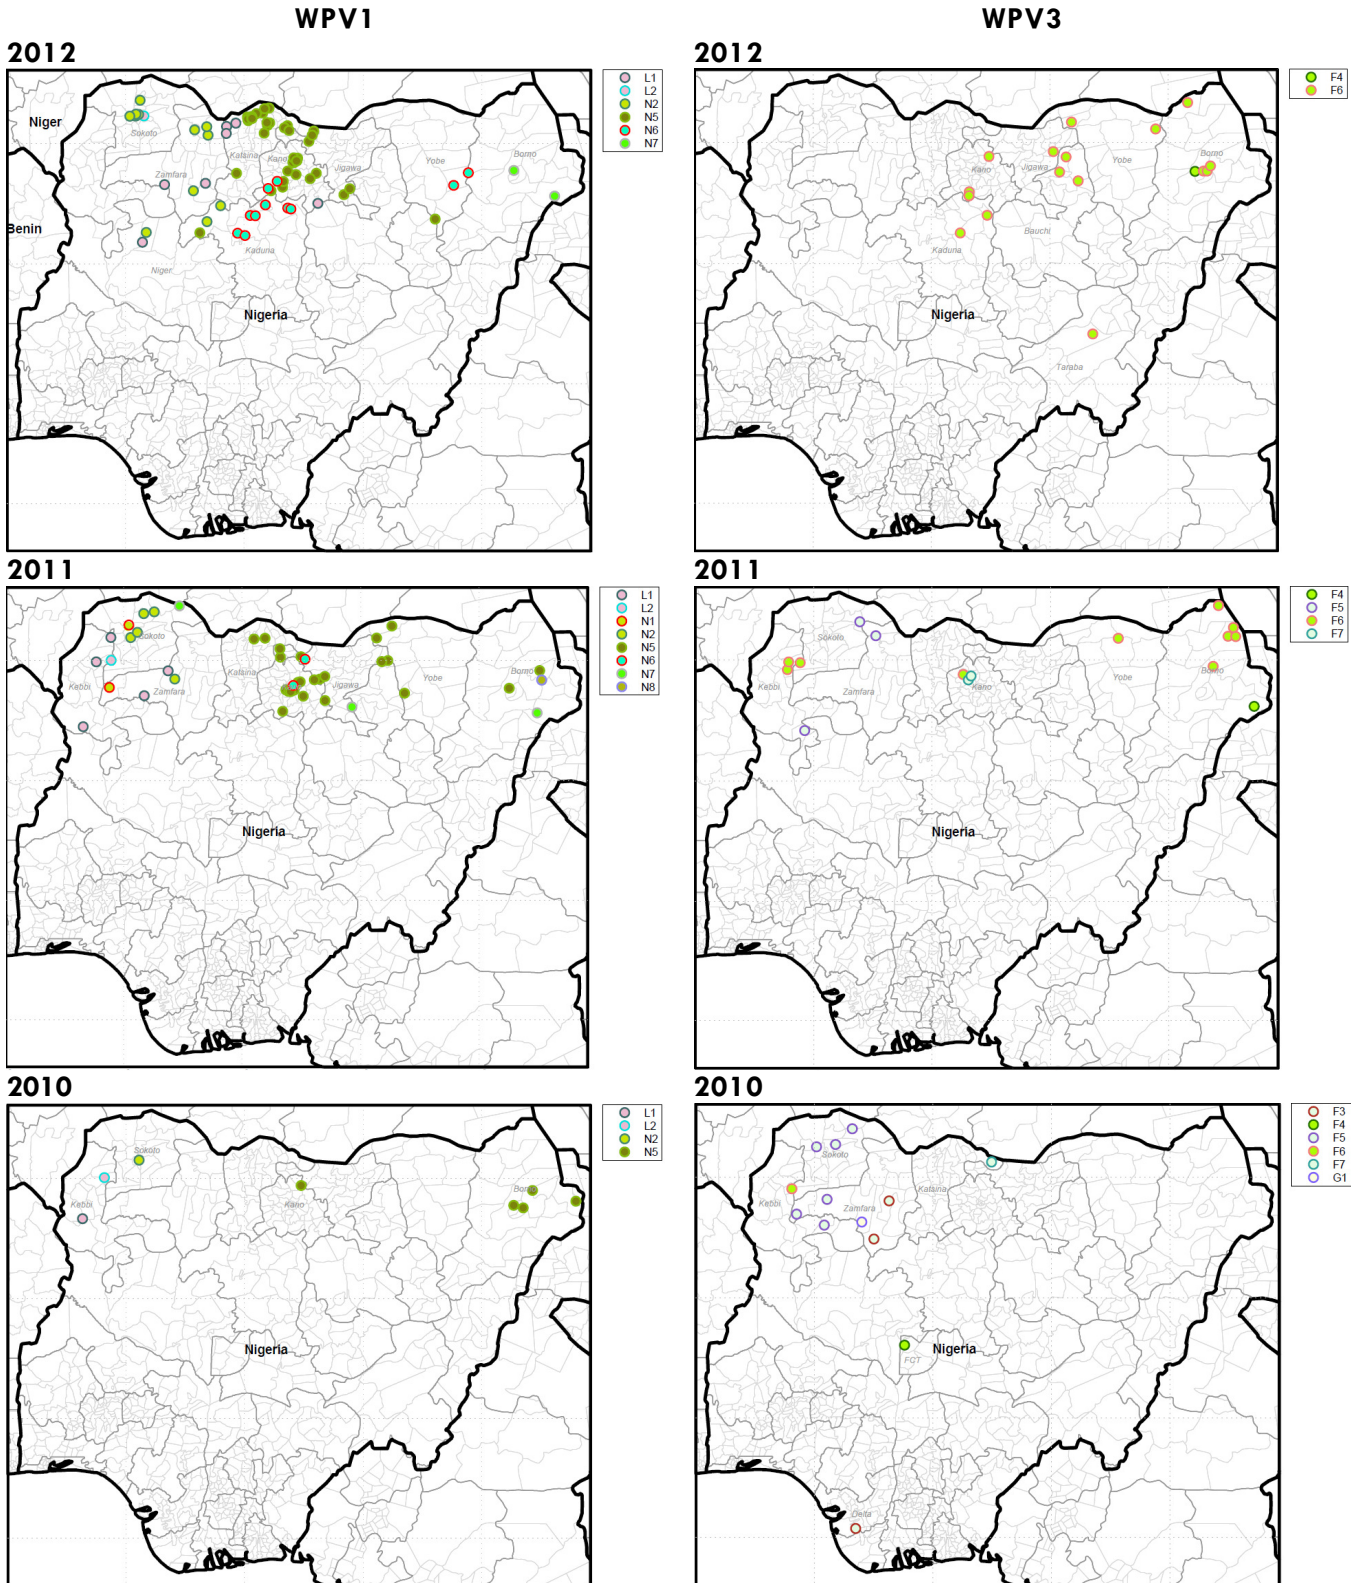 WPV1
WPV3
2012
Niger
Benin
Sokoto
Zamfara
Katsina
Kano
Jigawa
Yobe
Borno
Kaduna
Niger
Nigeria
L1
L2
N2
N5
N6
N7
2012
Kano
Jigawa
Yobe
Borno
Bauchi
Kaduna
Nigeria
Taraba
F4
F6
2011
Sokoto
Kebbi
Zamfara
Katsina
Jigawa
Yobe
Borno
Nigeria
L1
L2
N1
N2
N5
N6
N7
N8
2011
Sokoto
Kebbi
Zamfara
Kano
Yobe
Borno
Nigeria
F4
F5
F6
F7
2010
Sokoto
Kebbi
Kano
Borno
Nigeria
L1
L2
N2
N5
2010
Sokoto
Kebbi
Zamfara
Katsina
FCT
Nigeria
Delta
F3
F4
F5
F6
F7
G1